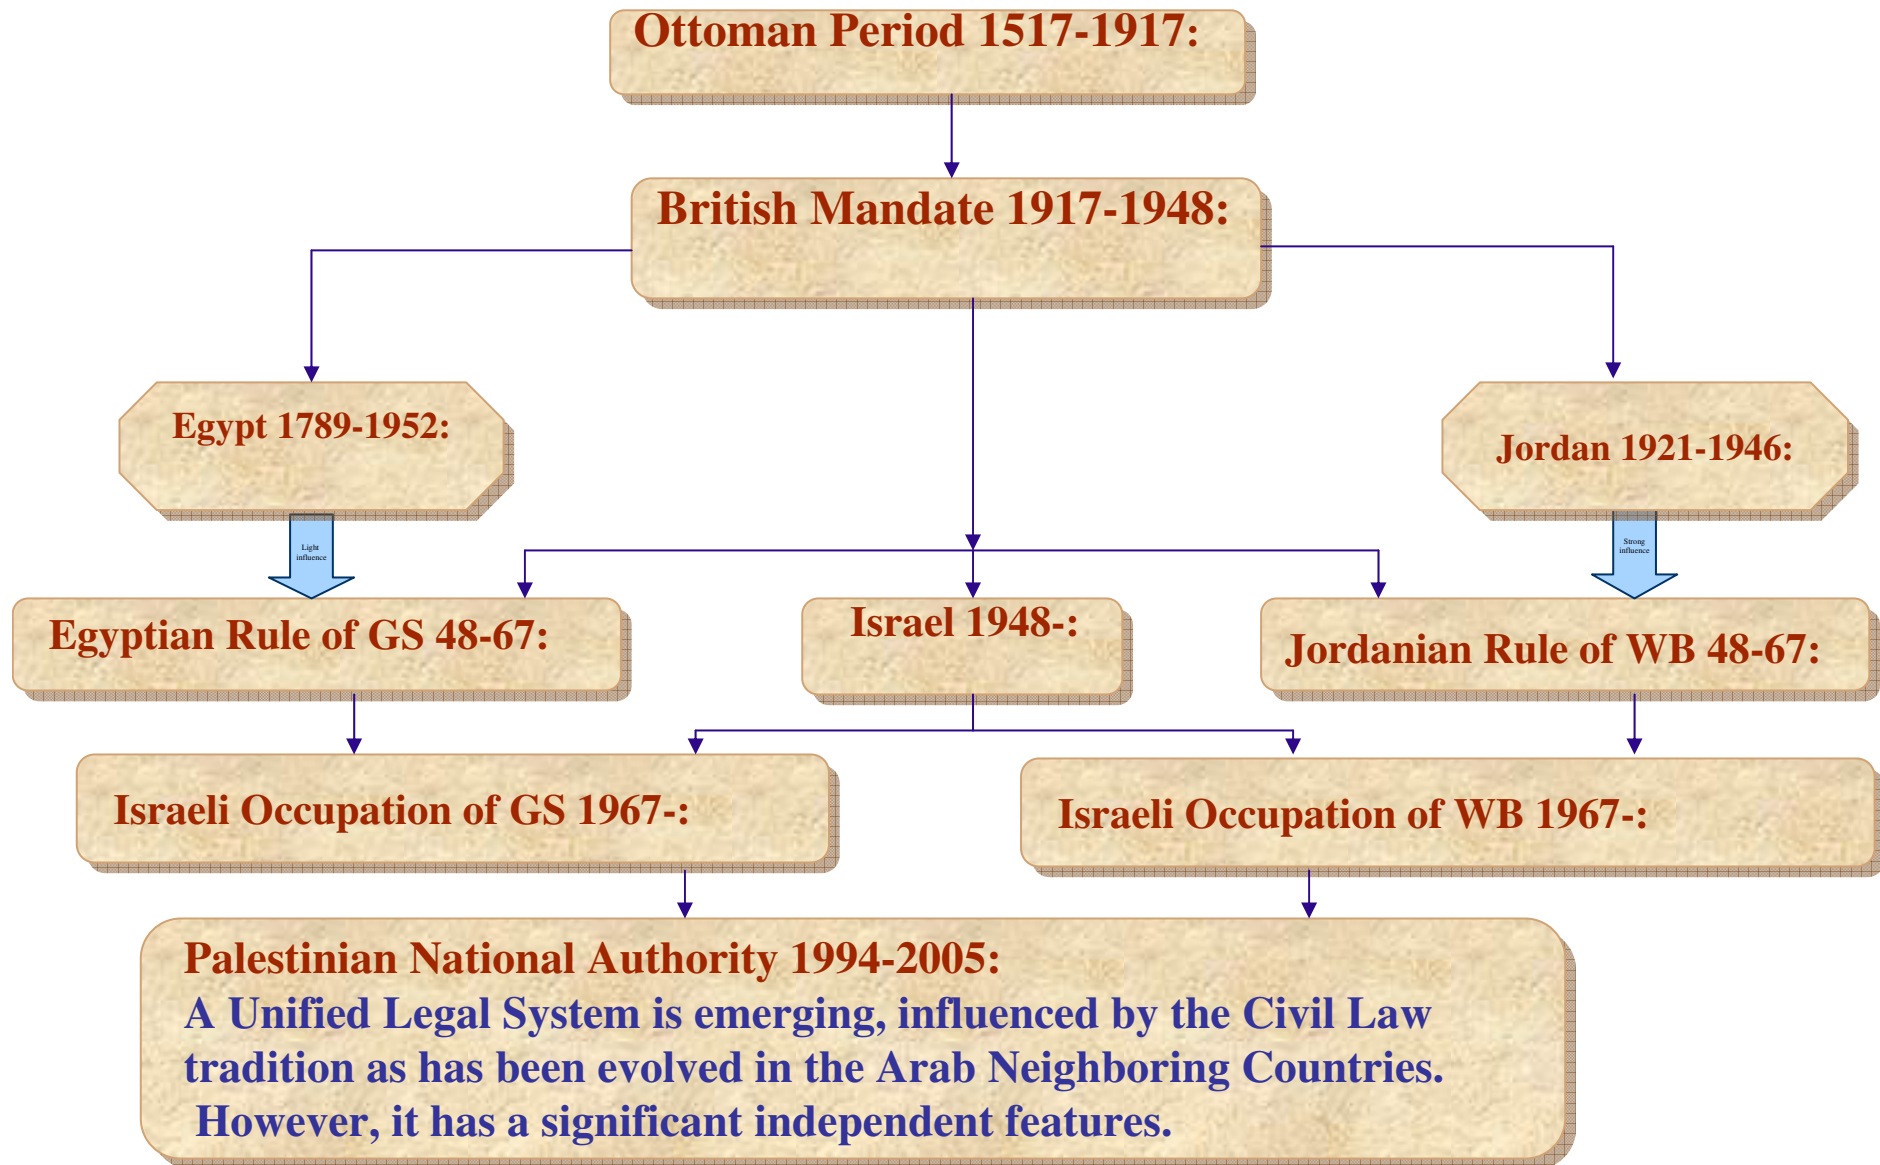 Ottoman Period 1517-1917:
British Mandate 1917-1948:
Egypt 1789-1952:
Jordan 1921-1946:
Light
influence
Strong
influence
Egyptian Rule of GS 48-67:
Israel 1948-:
Jordanian Rule of WB 48-67:
Israeli Occupation of GS 1967-:
Israeli Occupation of WB 1967-:
Palestinian National Authority 1994-2005:
A Unified Legal System is emerging, influenced by the Civil Law
tradition as has been evolved in the Arab Neighboring Countries.
However, it has a significant independent features.